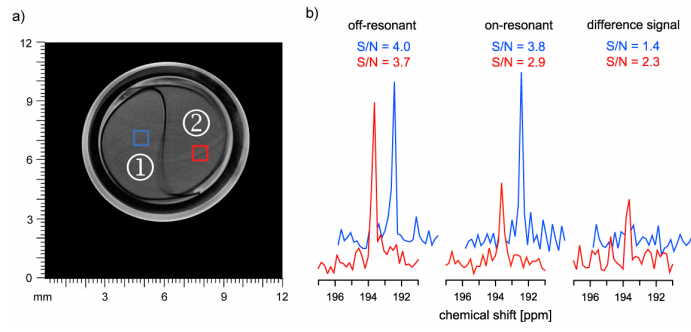 a)
12
9
6
3
0
mm
3
6
9
12
①
②
b)
off-resonant
S/N = 4.0
S/N = 3.7
on-resonant
S/N = 3.8
S/N = 2.9
difference signal
S/N = 1.4
S/N = 2.3
196 194 192
196 194 192
196 194 192
chemical shift [ppm]